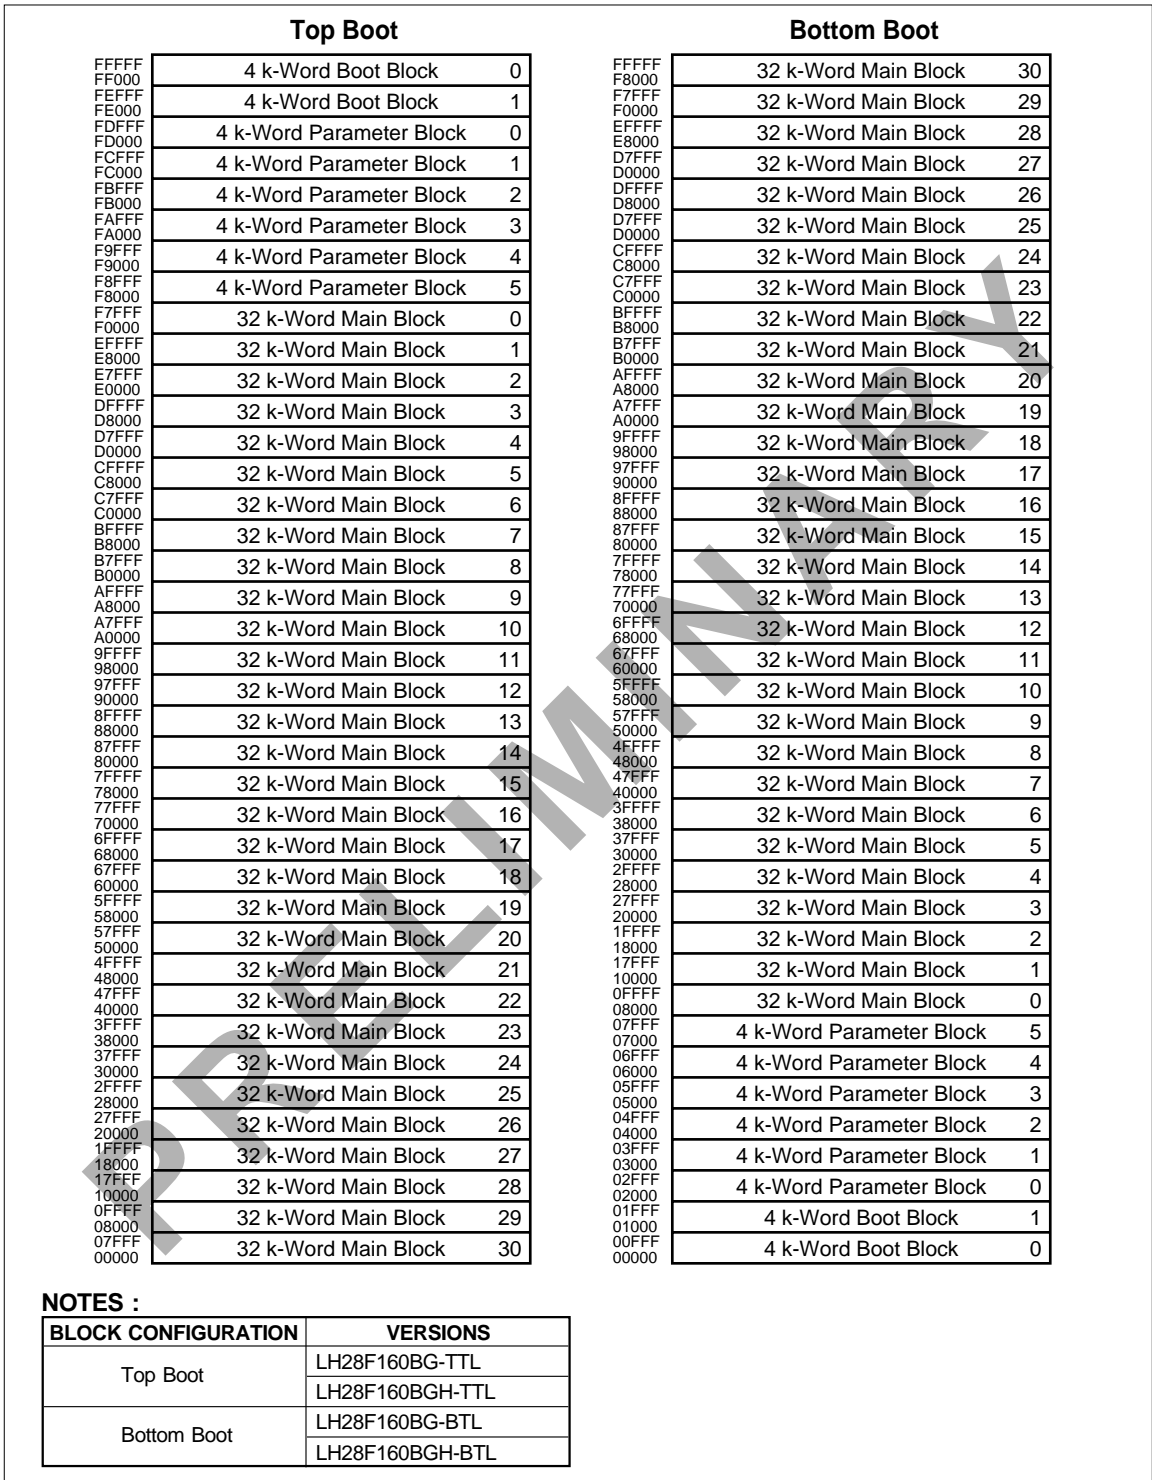 Top Boot
FFFFF
FF000
4 k-Word Boot Block 0
FEFFF
FE000
4 k-Word Boot Block 1
FDFFF
FD000
4 k-Word Parameter Block 0
FCFFF
FC000
4 k-Word Parameter Block 1
FBFFF
FB000
4 k-Word Parameter Block 2
FAFFF
FA000
4 k-Word Parameter Block 3
F9FFF
F9000
4 k-Word Parameter Block 4
F8FFF
F8000
4 k-Word Parameter Block 5
F7FFF
F0000
32 k-Word Main Block 0
EFFFF
E8000
32 k-Word Main Block 1
E7FFF
E0000
32 k-Word Main Block 2
DFFFF
D8000
32 k-Word Main Block 3
D7FFF
D0000
32 k-Word Main Block 4
CFFFF
C8000
32 k-Word Main Block 5
C7FFF
C0000
32 k-Word Main Block 6
BFFFF
B8000
32 k-Word Main Block 7
B7FFF
B0000
32 k-Word Main Block 8
AFFFF
A8000
32 k-Word Main Block 9
A7FFF
A0000
32 k-Word Main Block 10
9FFFF
98000
32 k-Word Main Block 11
97FFF
90000
32 k-Word Main Block 12
8FFFF
88000
32 k-Word Main Block 13
87FFF
80000
32 k-Word Main Block 14
7FFFF
78000
32 k-Word Main Block 15
77FFF
70000
32 k-Word Main Block 16
6FFFF
68000
32 k-Word Main Block 17
67FFF
60000
32 k-Word Main Block 18
5FFFF
58000
32 k-Word Main Block 19
57FFF
50000
32 k-Word Main Block 20
4FFFF
48000
32 k-Word Main Block 21
47FFF
40000
32 k-Word Main Block 22
3FFFF
38000
32 k-Word Main Block 23
37FFF
30000
32 k-Word Main Block 24
2FFFF
28000
32 k-Word Main Block 25
27FFF
20000
32 k-Word Main Block 26
1FFFF
18000
32 k-Word Main Block 27
17FFF
10000
32 k-Word Main Block 28
0FFFF
08000
32 k-Word Main Block 29
07FFF
00000
32 k-Word Main Block 30
Bottom Boot
FFFFF
F8000
32 k-Word Main Block 30
F7FFF
F0000
32 k-Word Main Block 29
EFFFF
E8000
32 k-Word Main Block 28
D7FFF
D0000
32 k-Word Main Block 27
DFFFF
D8000
32 k-Word Main Block 26
D7FFF
D0000
32 k-Word Main Block 25
CFFFF
C8000
32 k-Word Main Block 24
C7FFF
C0000
32 k-Word Main Block 23
BFFFF
B8000
32 k-Word Main Block 22
B7FFF
B0000
32 k-Word Main Block 21
AFFFF
A8000
32 k-Word Main Block 20
A7FFF
A0000
32 k-Word Main Block 19
9FFFF
98000
32 k-Word Main Block 18
97FFF
90000
32 k-Word Main Block 17
8FFFF
88000
32 k-Word Main Block 16
87FFF
80000
32 k-Word Main Block 15
7FFFF
78000
32 k-Word Main Block 14
77FFF
70000
32 k-Word Main Block 13
6FFFF
68000
32 k-Word Main Block 12
67FFF
60000
32 k-Word Main Block 11
5FFFF
58000
32 k-Word Main Block 10
57FFF
50000
32 k-Word Main Block 9
4FFFF
48000
32 k-Word Main Block 8
47FFF
40000
32 k-Word Main Block 7
3FFFF
38000
32 k-Word Main Block 6
37FFF
30000
32 k-Word Main Block 5
2FFFF
28000
32 k-Word Main Block 4
27FFF
20000
32 k-Word Main Block 3
1FFFF
18000
32 k-Word Main Block 2
17FFF
10000
32 k-Word Main Block 1
0FFFF
08000
32 k-Word Main Block 0
07FFF
07000
4 k-Word Parameter Block 5
06FFF
06000
4 k-Word Parameter Block 4
05FFF
05000
4 k-Word Parameter Block 3
04FFF
04000
4 k-Word Parameter Block 2
03FFF
03000
4 k-Word Parameter Block 1
02FFF
02000
4 k-Word Parameter Block 0
01FFF
01000
4 k-Word Boot Block 1
00FFF
00000
4 k-Word Boot Block 0
PRELIMINARY
NOTES :
BLOCK CONFIGURATION VERSIONS
Top Boot
LH28F160BG-TTL
LH28F160BGH-TTL
Bottom Boot
LH28F160BG-BTL
LH28F160BGH-BTL